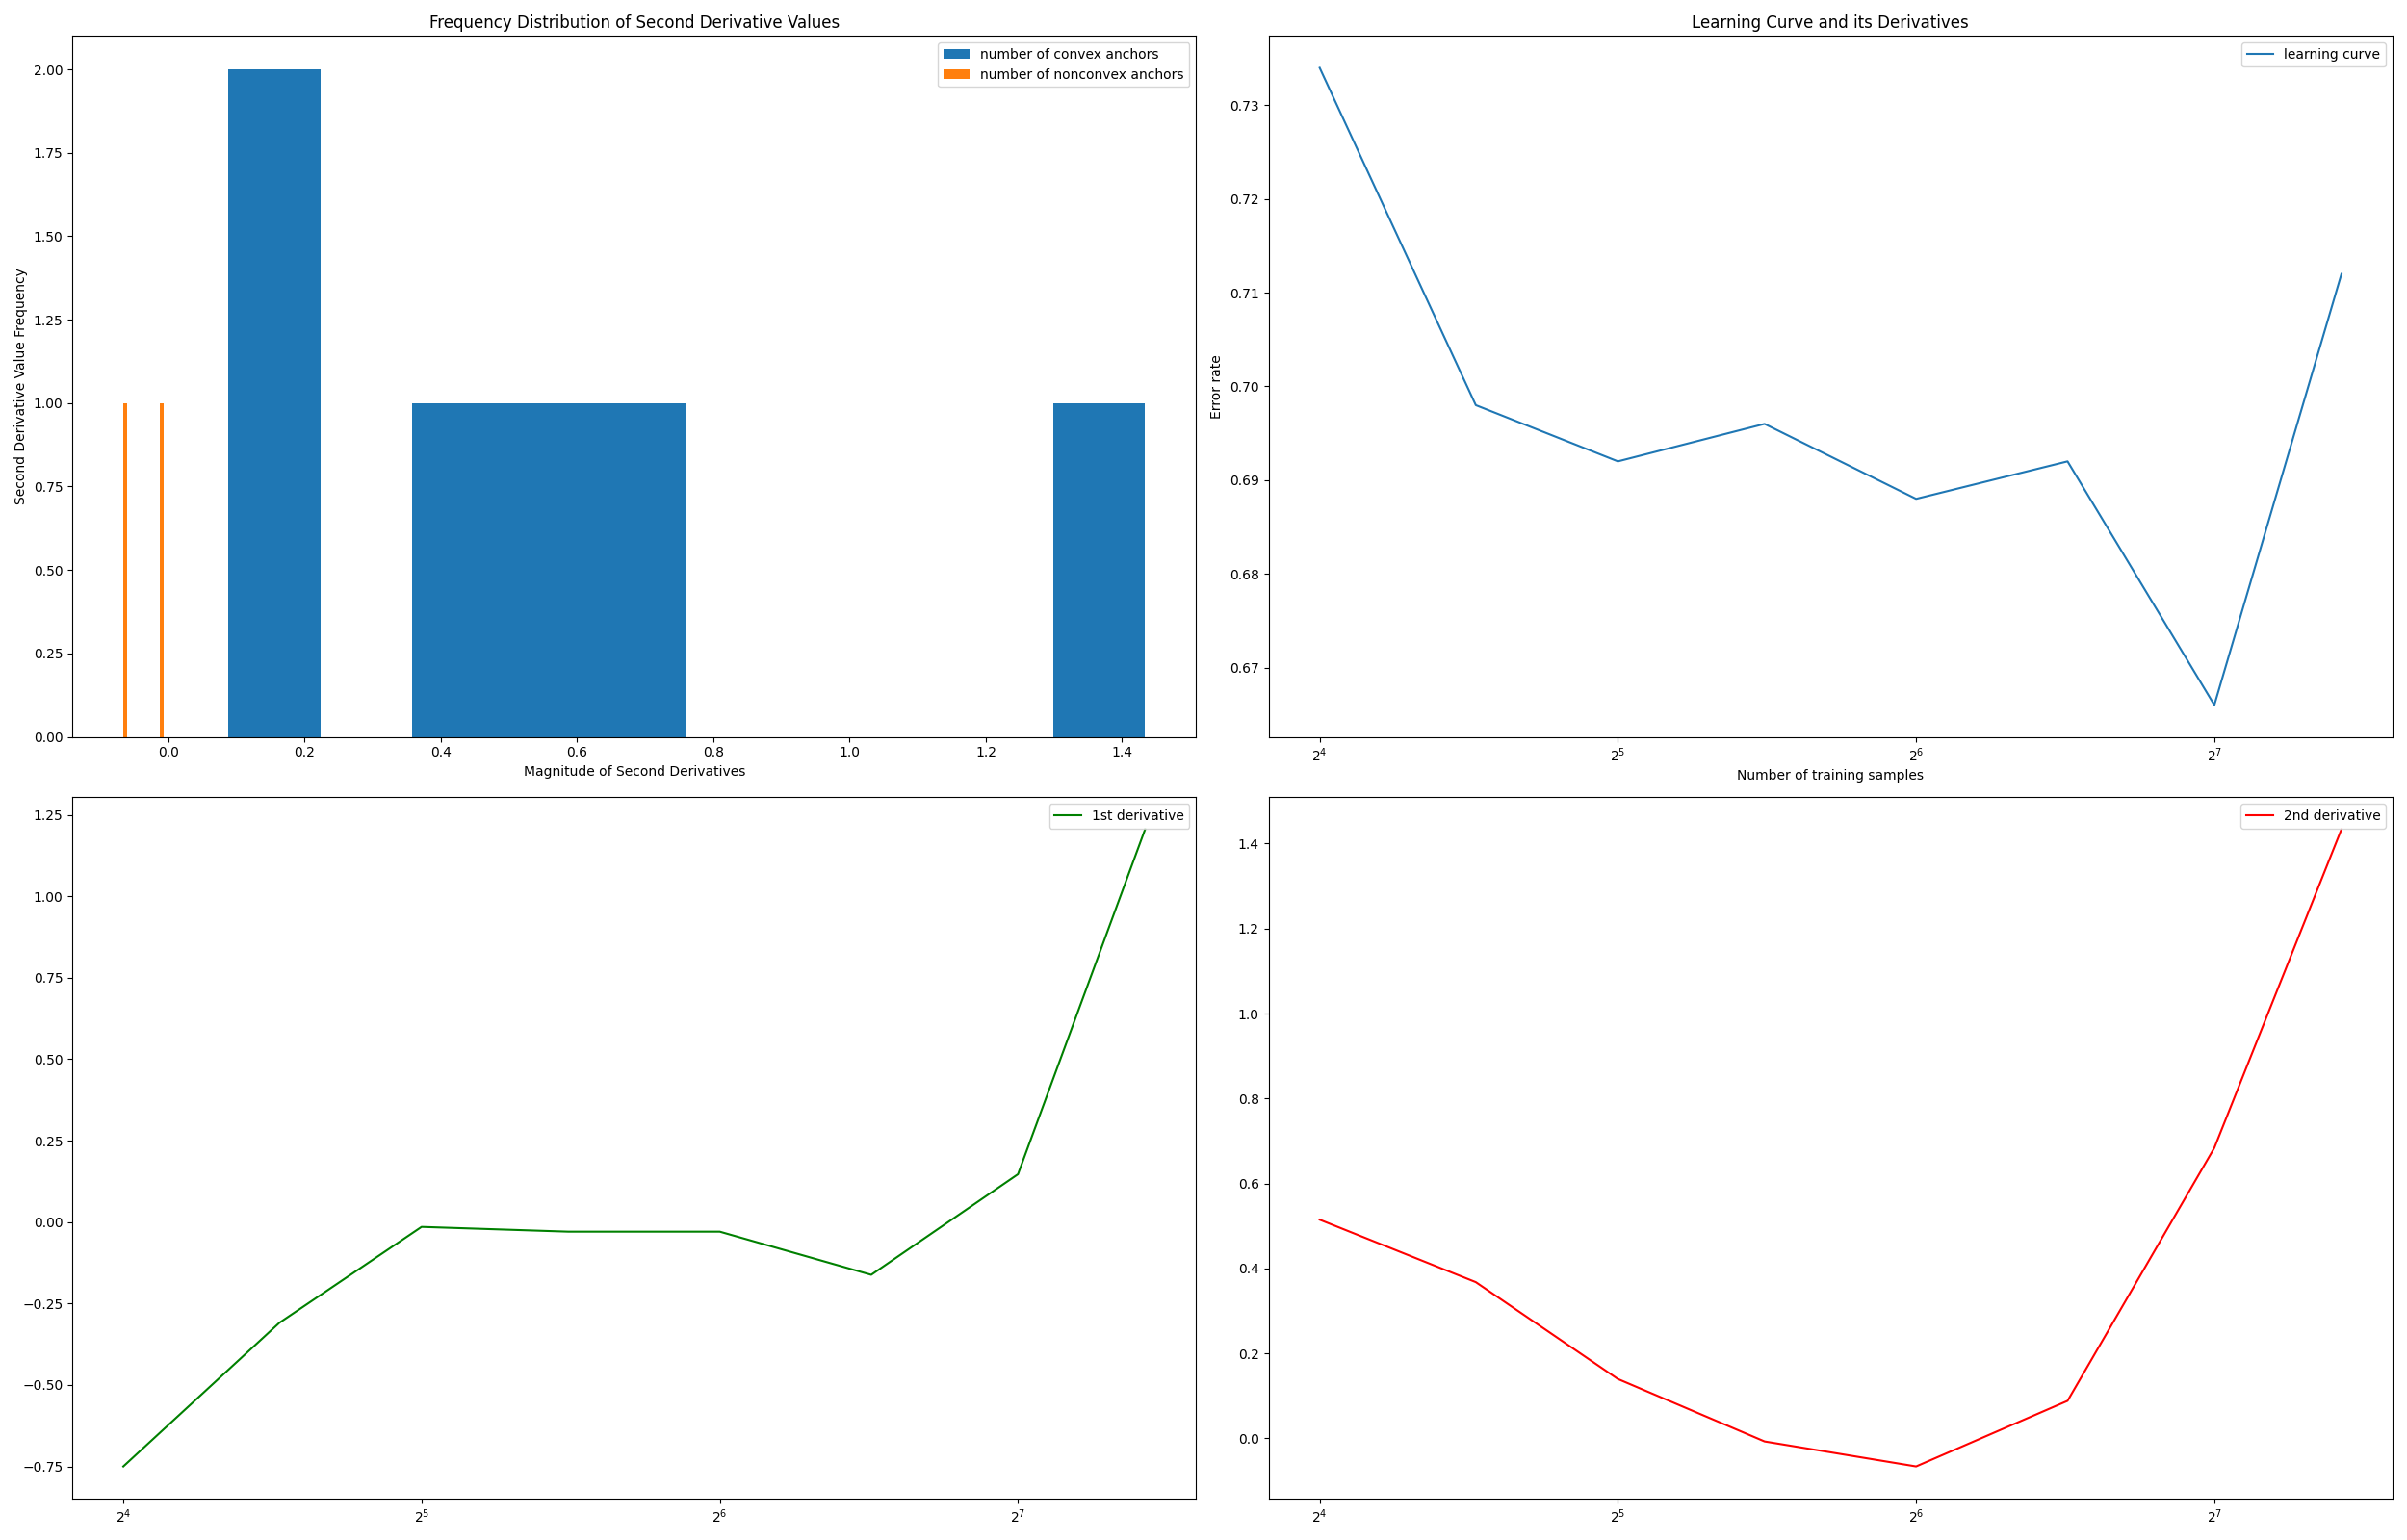 Frequency Distribution of Second Derivative Values
number of convex anchors
number of nonconvex anchors
2.00
1.75
1.50
1.25
1.00
0.75
0.50
0.25
0.00
Second Derivative Value Frequency
0.0 0.2 0.4 0.6 0.8 1.0 1.2 1.4
Magnitude of Second Derivatives
Learning Curve and its Derivatives
learning curve
0.73
0.72
0.71
0.70
0.69
0.68
0.67
Error rate
2⁴ 2⁵ 2⁶ 2⁷
Number of training samples
1st derivative
1.25
1.00
0.75
0.50
0.25
0.00
−0.25
−0.50
−0.75
2⁴ 2⁵ 2⁶ 2⁷
2nd derivative
1.4
1.2
1.0
0.8
0.6
0.4
0.2
0.0
2⁴ 2⁵ 2⁶ 2⁷